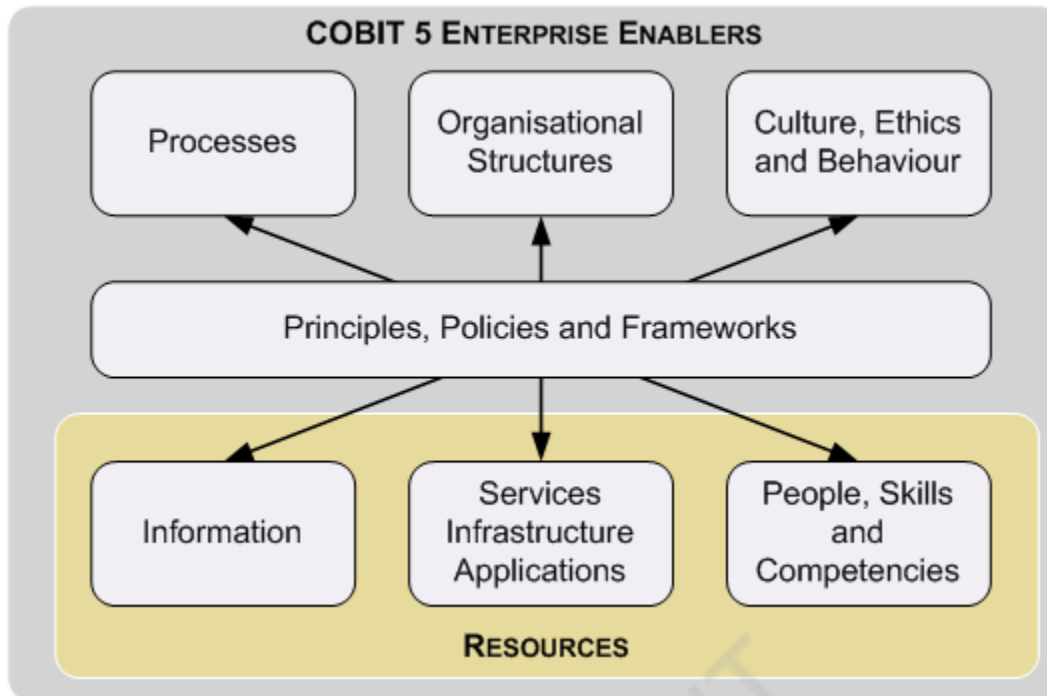 COBIT 5 ENTERPRISE ENABLERS
Processes
Organisational
Structures
Culture, Ethics
and Behaviour
Principles, Policies and Frameworks
Information
Services
Infrastructure
Applications
People, Skills
and
Competencies
RESOURCES